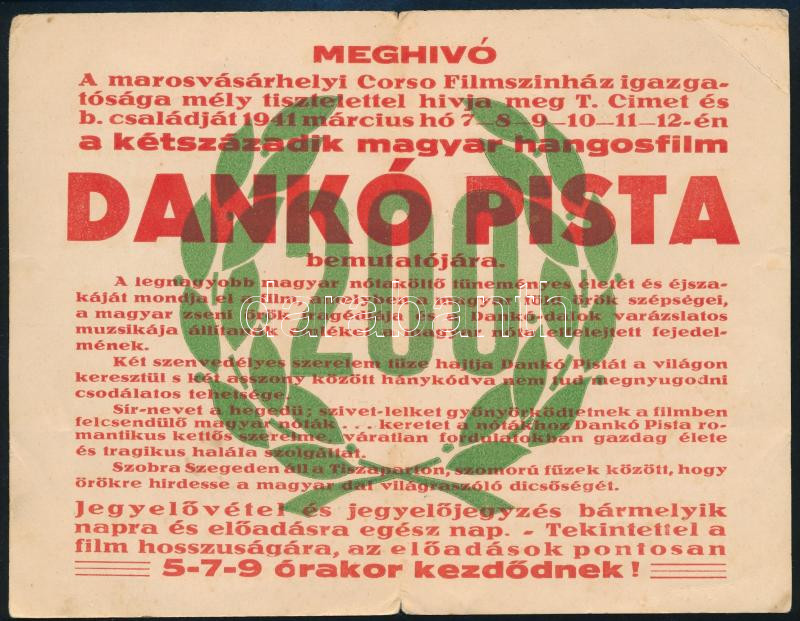 MEGHIVÓ
A marosvásárhelyi Corso Filmszinház igazga-
tósága mély tisztelettel hivja meg T. Cimet és
b. családját 1941 március hó 7—8—9—10—11—12-én
a kétszázadik magyar hangosfilm
DANKÓ PISTA
200
bemutatójára.
A legnagyobb magyar nótaköltő tüneményes életét és éjsza-
káját mondja el a film, amelyben a magyar föld örök szépségei,
a magyar zseni örök tragédiája és a Dankó-dalok varázslatos
muzsikája állitanak emléket a magyar nóta elfelejtett fejedel-
mének.
darabanth
Két szenvedélyes szerelem tüze hajtja Dankó Pistát a világon
keresztül s két asszony között hánykódva nem tud megnyugodni
csodálatos tehetsége.
Sír-nevet a hegedü; szivet-lelket gyönyörködtetnek a filmben
felcsendülő magyar nóták . . . keretet a nótákhoz Dankó Pista ro-
mantikus kettős szerelme, váratlan fordulatokban gazdag élete
és tragikus halála szolgáltat.
Szobra Szegeden áll a Tiszaparton, szomorú fűzek között, hogy
örökre hirdesse a magyar dal világraszóló dicsőségét.
Jegyelővétel és jegyelőjegyzés bármelyik
napra és előadásra egész nap. - Tekintettel a
film hosszuságára, az előadások pontosan
5-7-9 órakor kezdődnek!